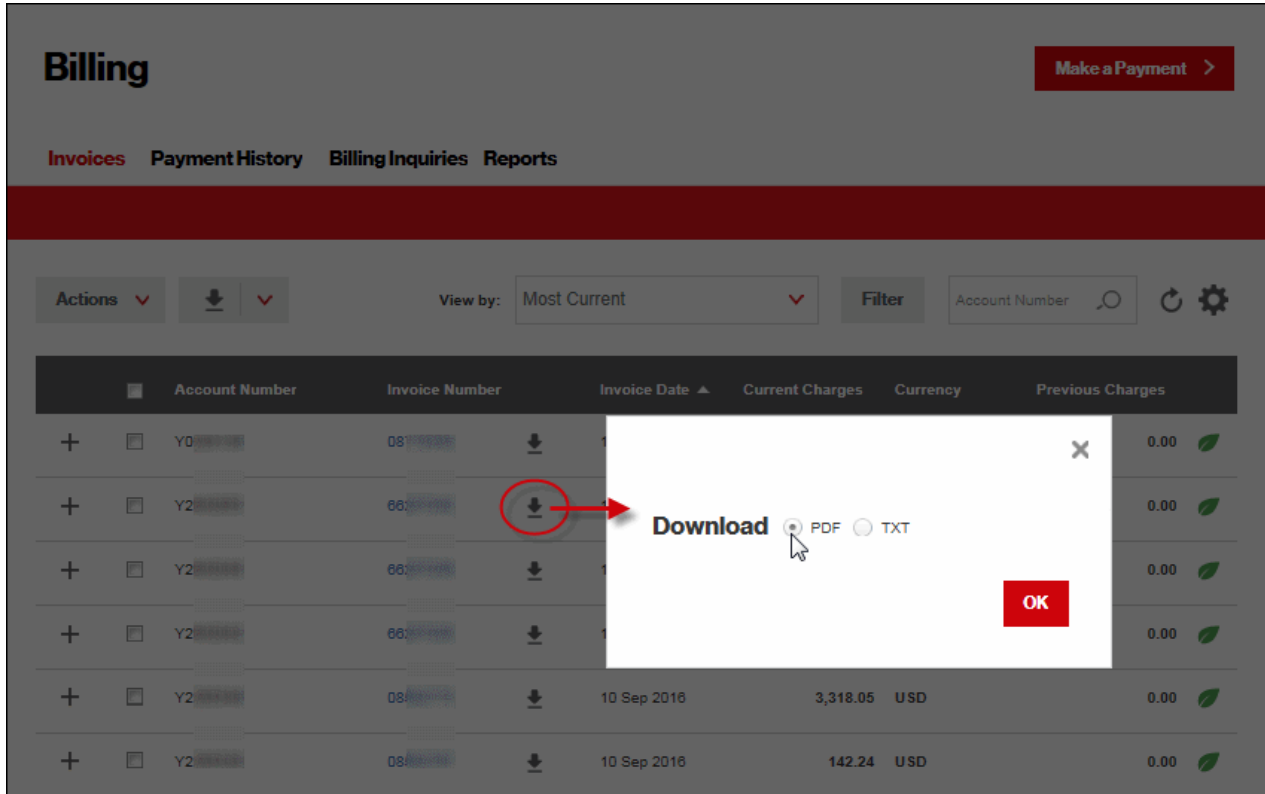 Billing
Make a Payment
Invoices Payment History Billing Inquiries Reports
Actions View by: Most Current Filter Account Number
Account Number Invoice Number Invoice Date Current Charges Currency Previous Charges
0.00
0.00
Download PDF TXT
0.00
OK
0.00
10 Sep 2016 3,318.05 USD 0.00
10 Sep 2016 142.24 USD 0.00